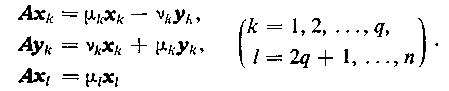 Ax_k = μ_k x_k − ν_k y_k,
Ay_k = ν_k x_k + μ_k y_k, (k = 1, 2, ..., q,
Ax_l = μ_l x_l l = 2q + 1, ..., n).